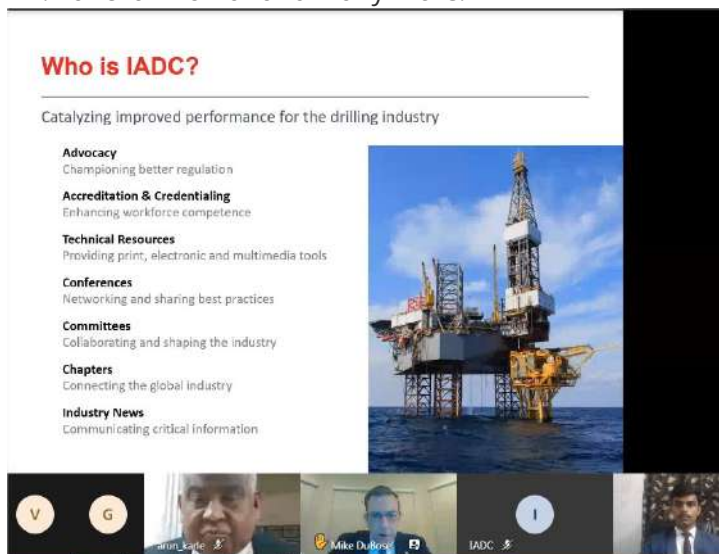 Who is IADC?
Catalyzing improved performance for the drilling industry
Advocacy
Championing better regulation
Accreditation & Credentialing
Enhancing workforce competence
Technical Resources
Providing print, electronic and multimedia tools
Conferences
Networking and sharing best practices
Committees
Collaborating and shaping the industry
Chapters
Connecting the global industry
Industry News
Communicating critical information
V
G
arun_karle
Mike DuBose
I
IADC